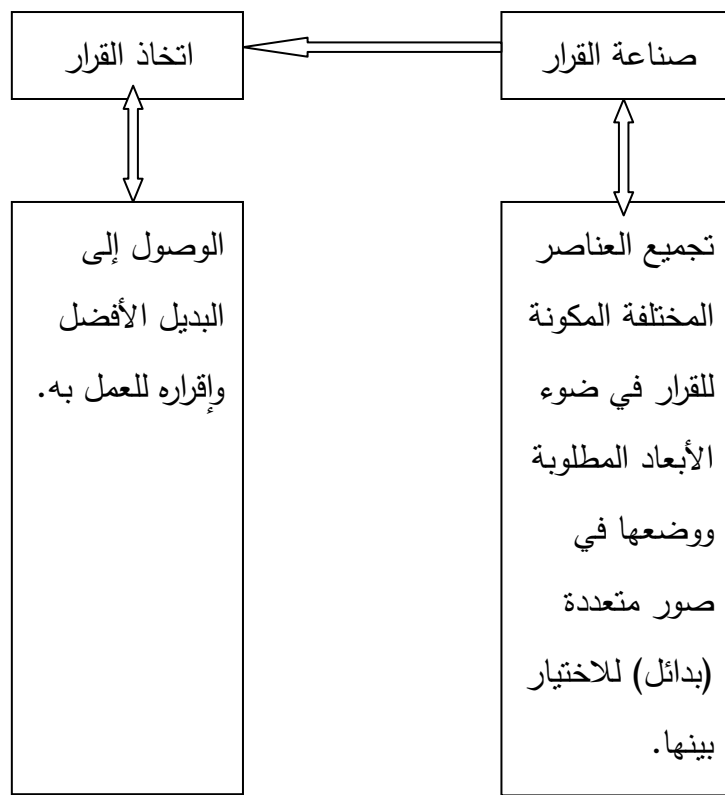 صناعة القرار
اتخاذ القرار
تجميع العناصر
المختلفة المكونة
للقرار في ضوء
الأبعاد المطلوبة
ووضعها في
صور متعددة
(بدائل) للاختيار
بينها.
الوصول إلى
البديل الأفضل
وإقراره للعمل به.